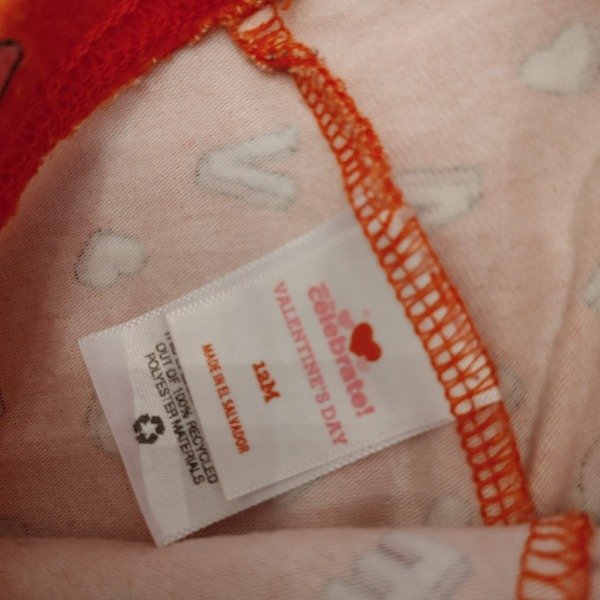 celebrate!
VALENTINE'S DAY
12M
MADE IN EL SALVADOR
OUT OF 100% RECYCLED
POLYESTER MATERIALS